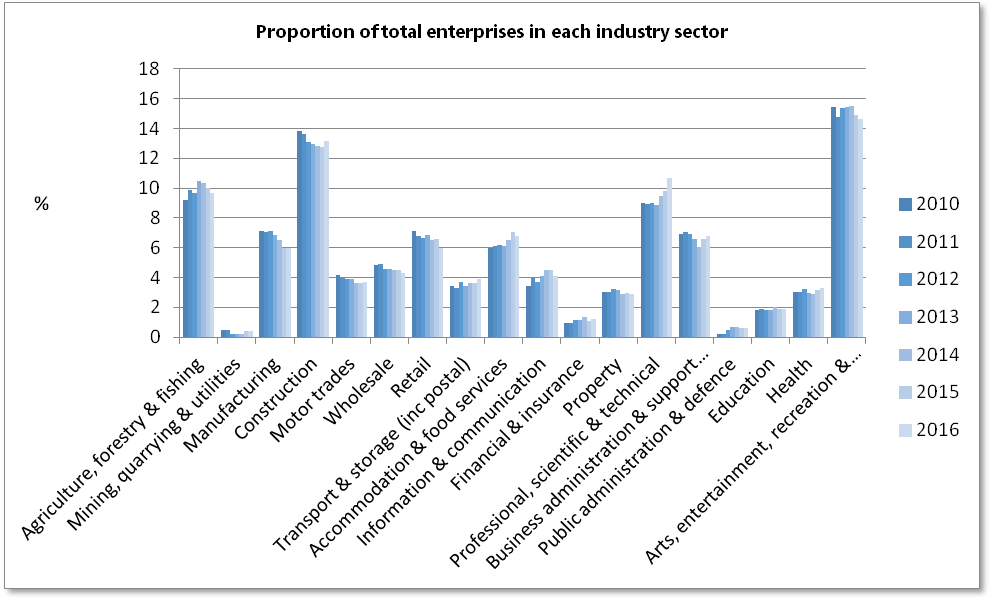 Proportion of total enterprises in each industry sector
18
16
14
12
10
8
6
4
2
0
%
Agriculture, forestry & fishing
Mining, quarrying & utilities
Manufacturing
Construction
Motor trades
Wholesale
Retail
Transport & storage (inc postal)
Accommodation & food services
Information & communication
Financial & insurance
Property
Professional, scientific & technical
Business administration & support...
Public administration & defence
Education
Health
Arts, entertainment, recreation &...
2010
2011
2012
2013
2014
2015
2016